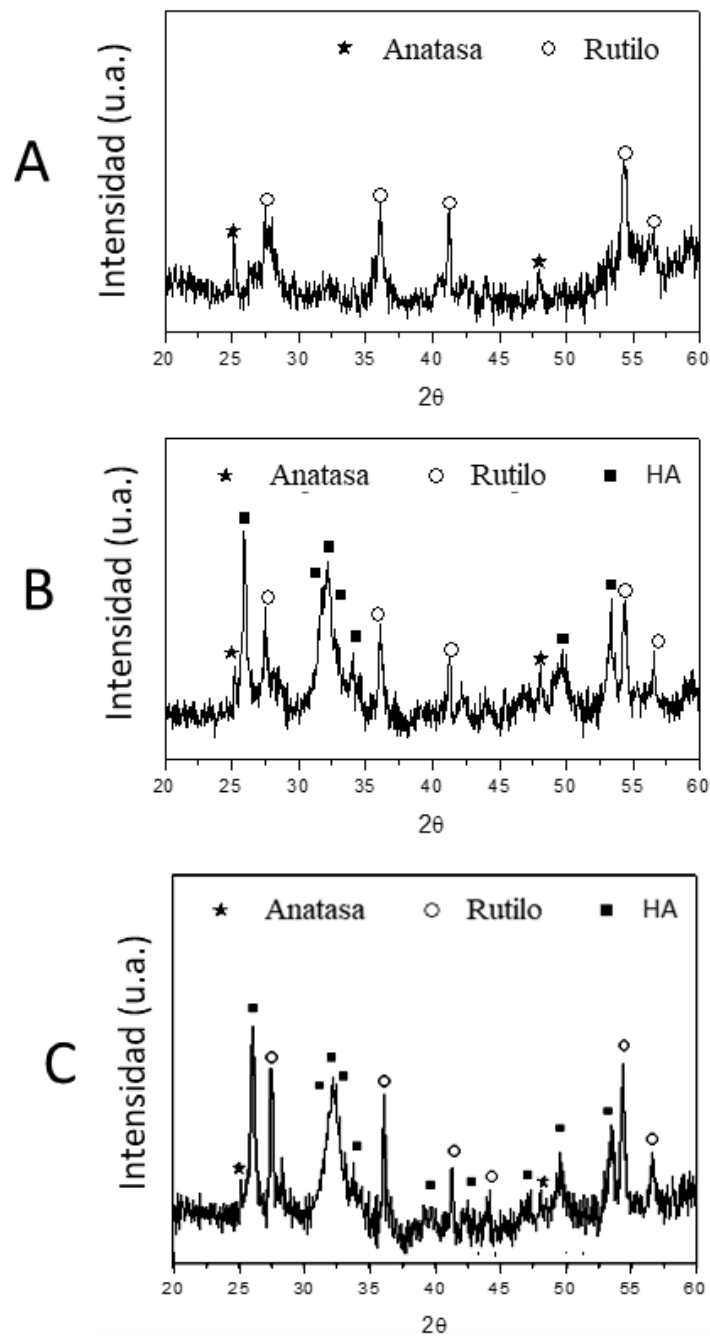 ★ Anatasa ○ Rutilo
A
Intensidad (u.a.)
20 25 30 35 40 45 50 55 60
2θ
★ Anatasa ○ Rutilo ■ HA
B
Intensidad (u.a.)
20 25 30 35 40 45 50 55 60
2θ
★ Anatasa ○ Rutilo ■ HA
C
Intensidad (u.a.)
20 25 30 35 40 45 50 55 60
2θ